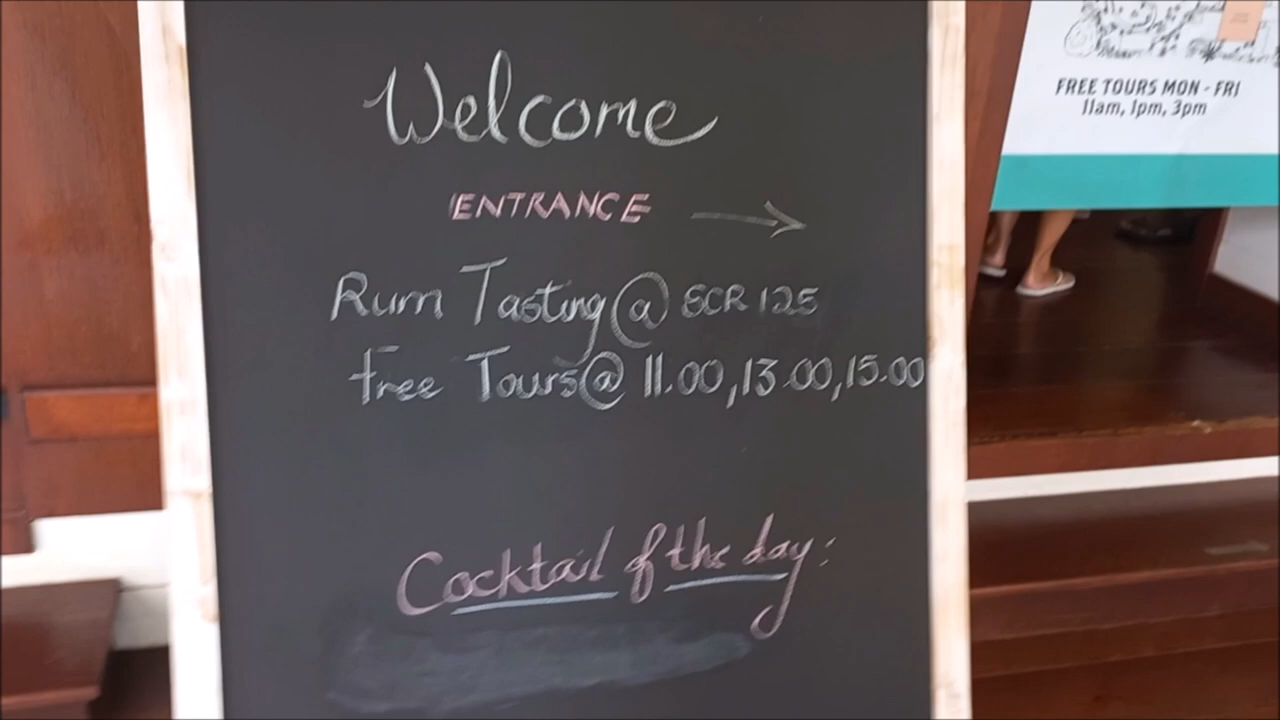 Welcome
ENTRANCE →
Rum Tasting @ SCR 125
Free Tours @ 11.00, 13.00, 15.00
Cocktail of the day:
FREE TOURS MON - FRI
11am, 1pm, 3pm